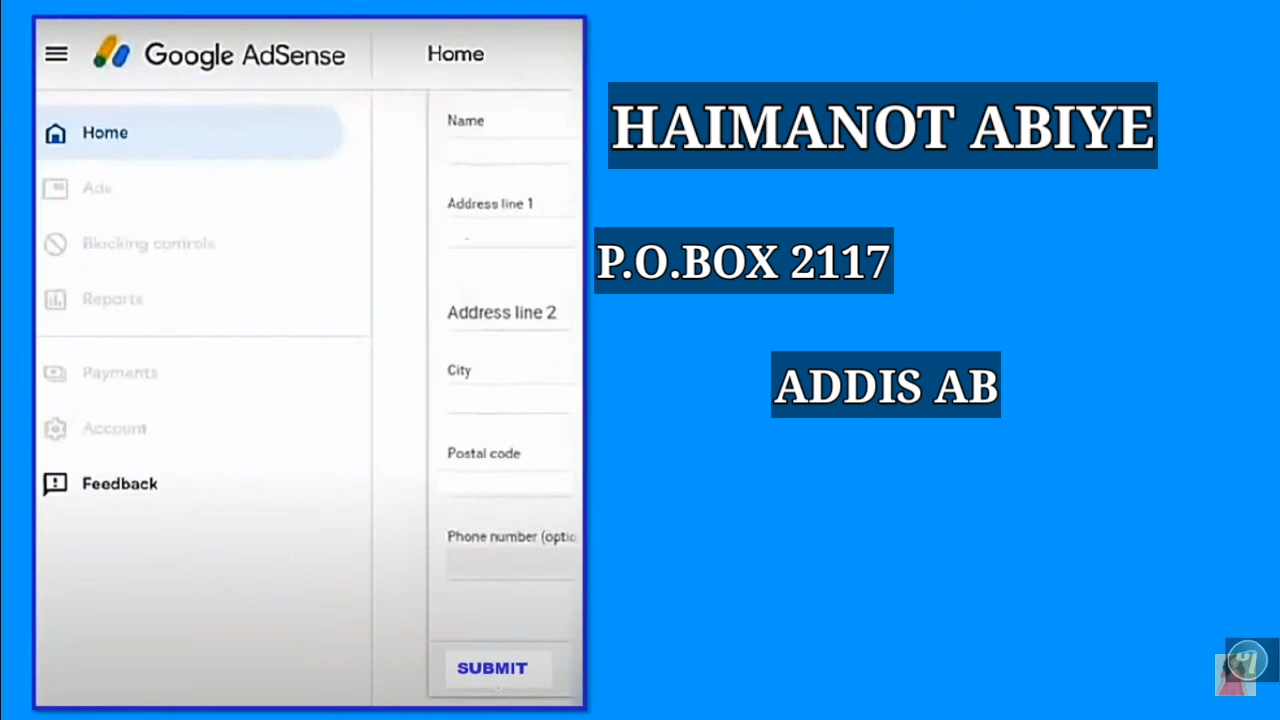 Google AdSense
Home
Home
Ads
Blocking controls
Reports
Payments
Account
Feedback
Name
Address line 1
Address line 2
City
Postal code
Phone number (optio
SUBMIT
HAIMANOT ABIYE
P.O.BOX 2117
ADDIS AB